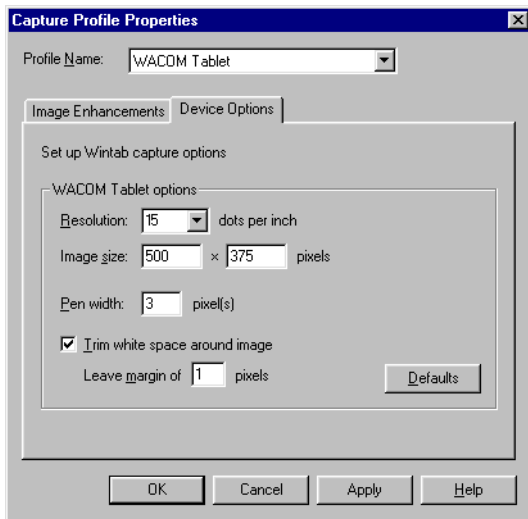 Capture Profile Properties
Profile Name: WACOM Tablet
Image Enhancements Device Options
Set up Wintab capture options
WACOM Tablet options
Resolution: 15 dots per inch
Image size: 500 × 375 pixels
Pen width: 3 pixel(s)
Trim white space around image
Leave margin of 1 pixels
Defaults
OK Cancel Apply Help